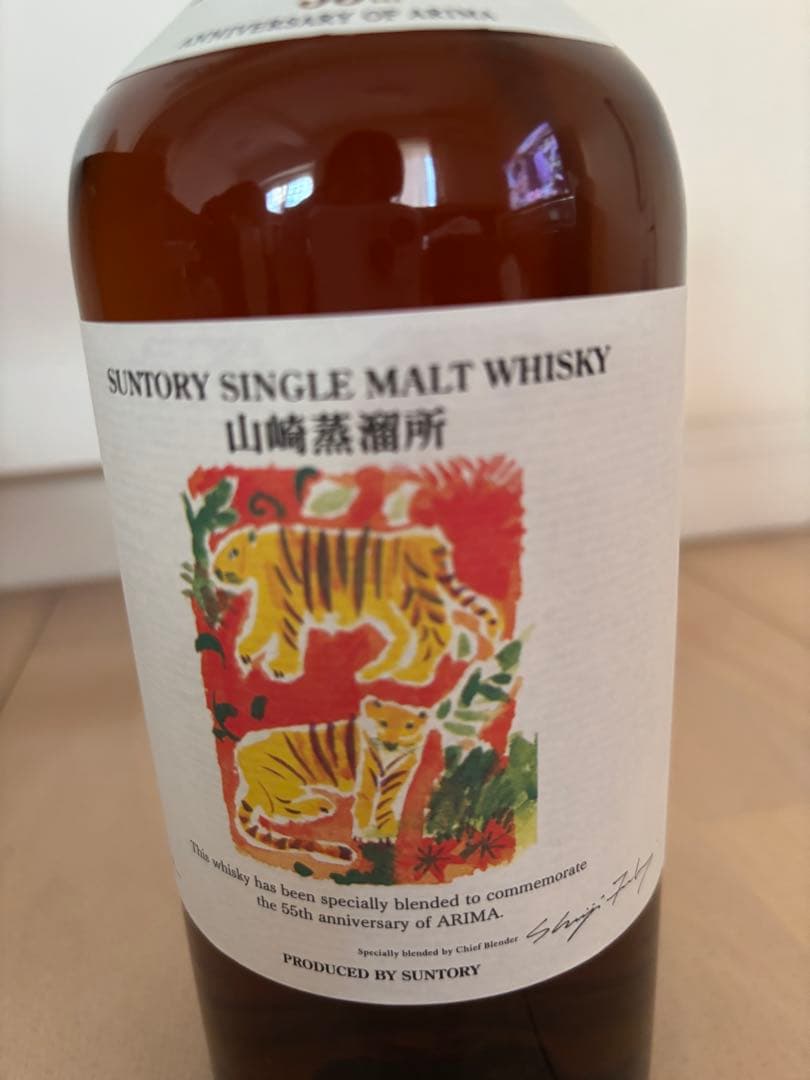 ANNIVERSARY OF ARIMA
SUNTORY SINGLE MALT WHISKY
山崎蒸溜所
This whisky has been specially blended to commemorate
the 55th anniversary of ARIMA.
Specially blended by Chief Blender
PRODUCED BY SUNTORY